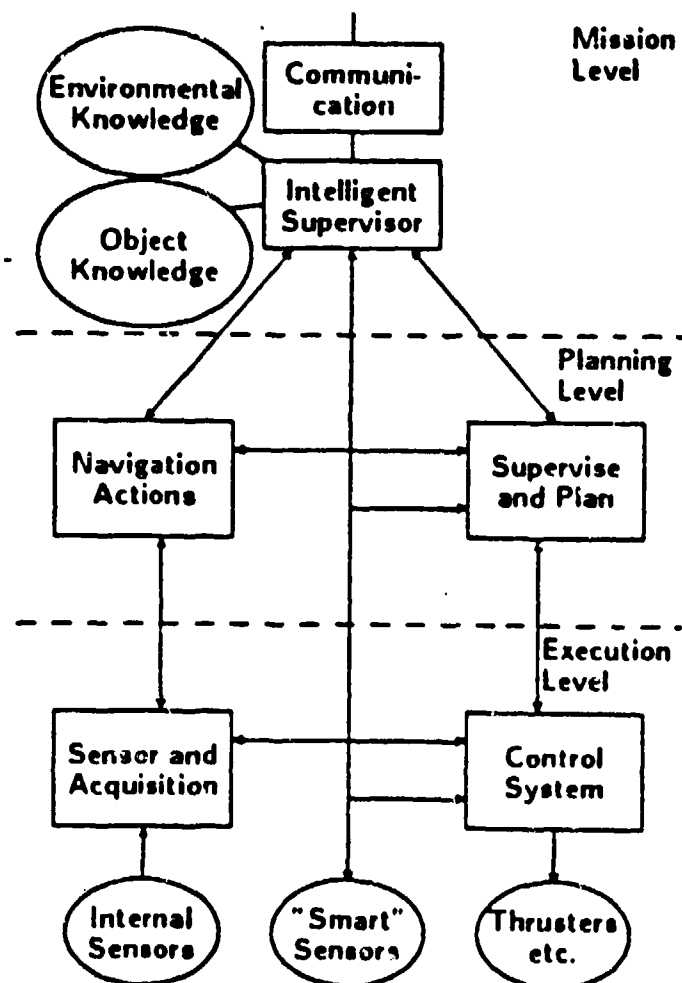 Mission
Level
Communi-
cation
Environmental
Knowledge
Intelligent
Supervisor
Object
Knowledge
Planning
Level
Navigation
Actions
Supervise
and Plan
Execution
Level
Sensor and
Acquisition
Control
System
Internal
Sensors
"Smart"
Sensors
Thrusters
etc.